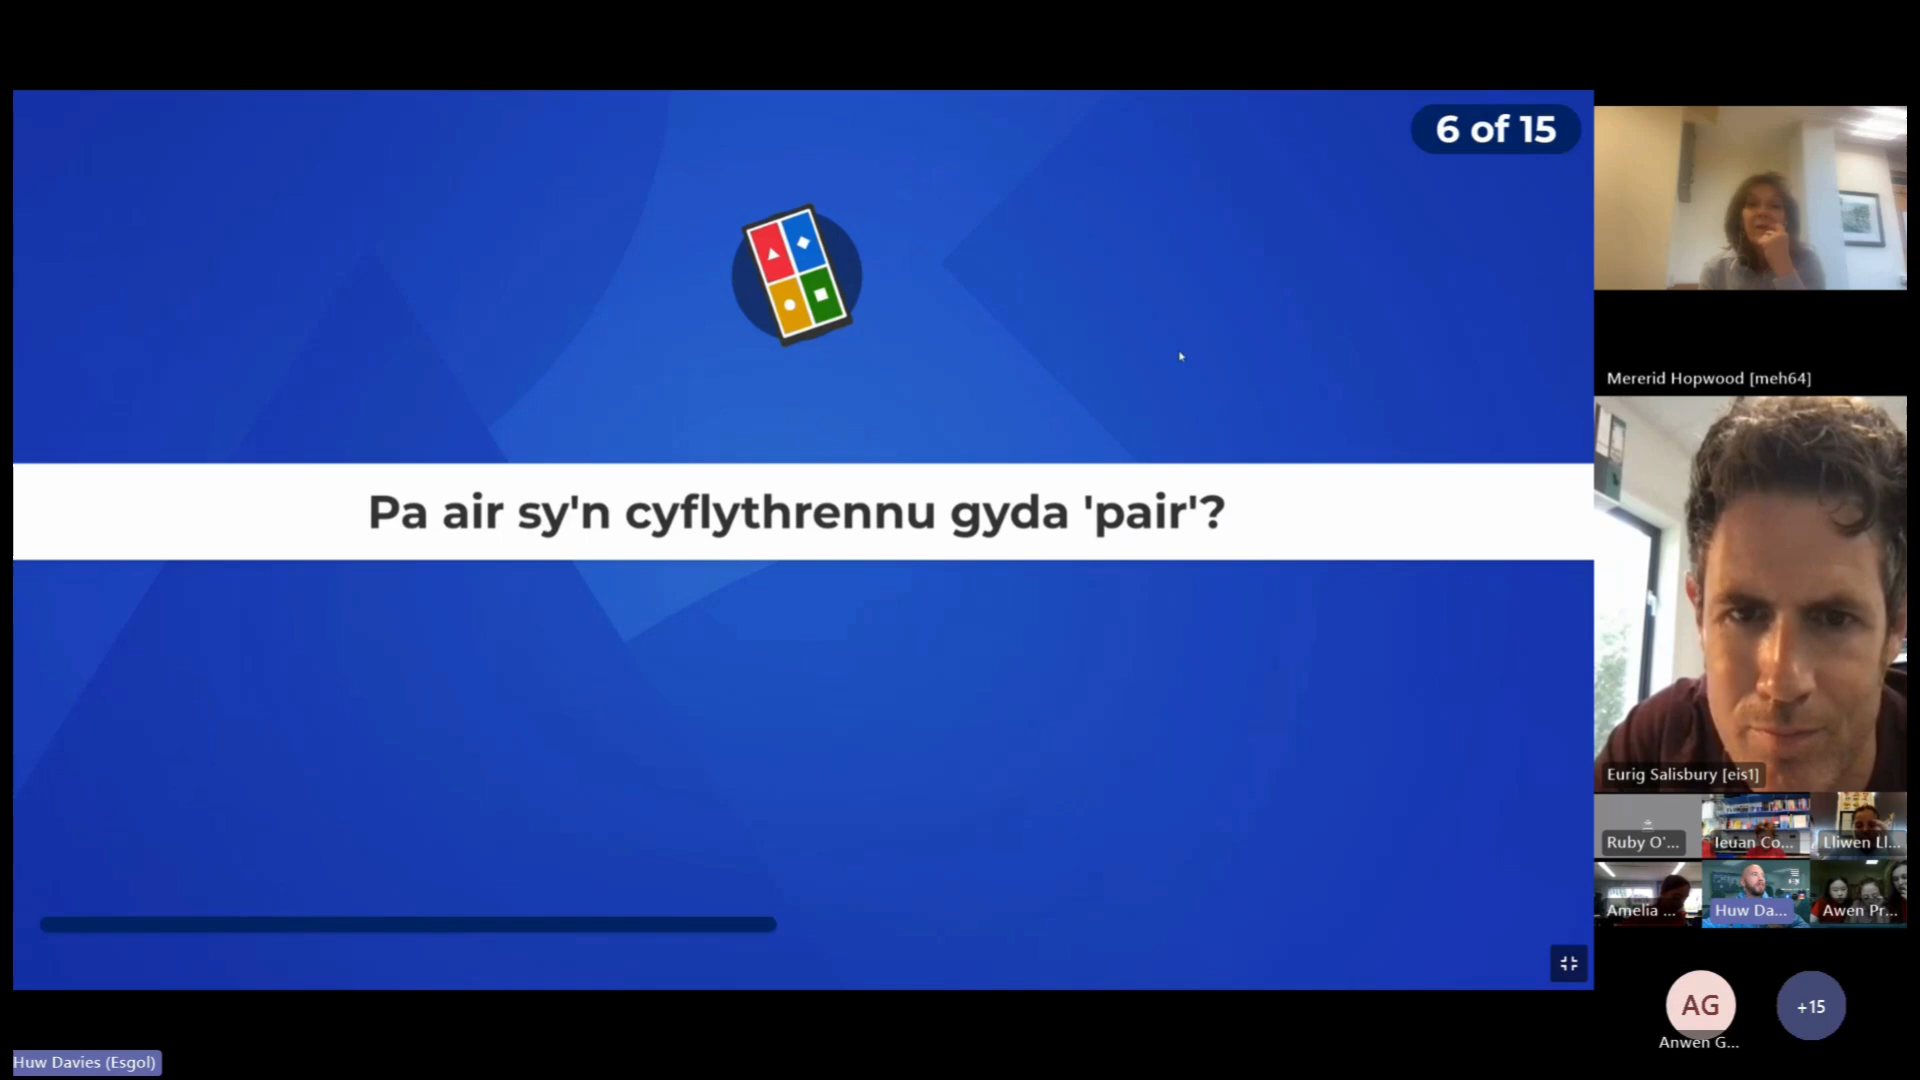 6 of 15
Pa air sy'n cyflythrennu gyda 'pair'?
Mererid Hopwood [meh64]
Eurig Salisbury [eis1]
Ruby O'...
Ieuan Co...
Lliwen Ll...
Amelia ...
Huw Da...
Awen Pr...
AG
+15
Anwen G...
Huw Davies (Esgol)